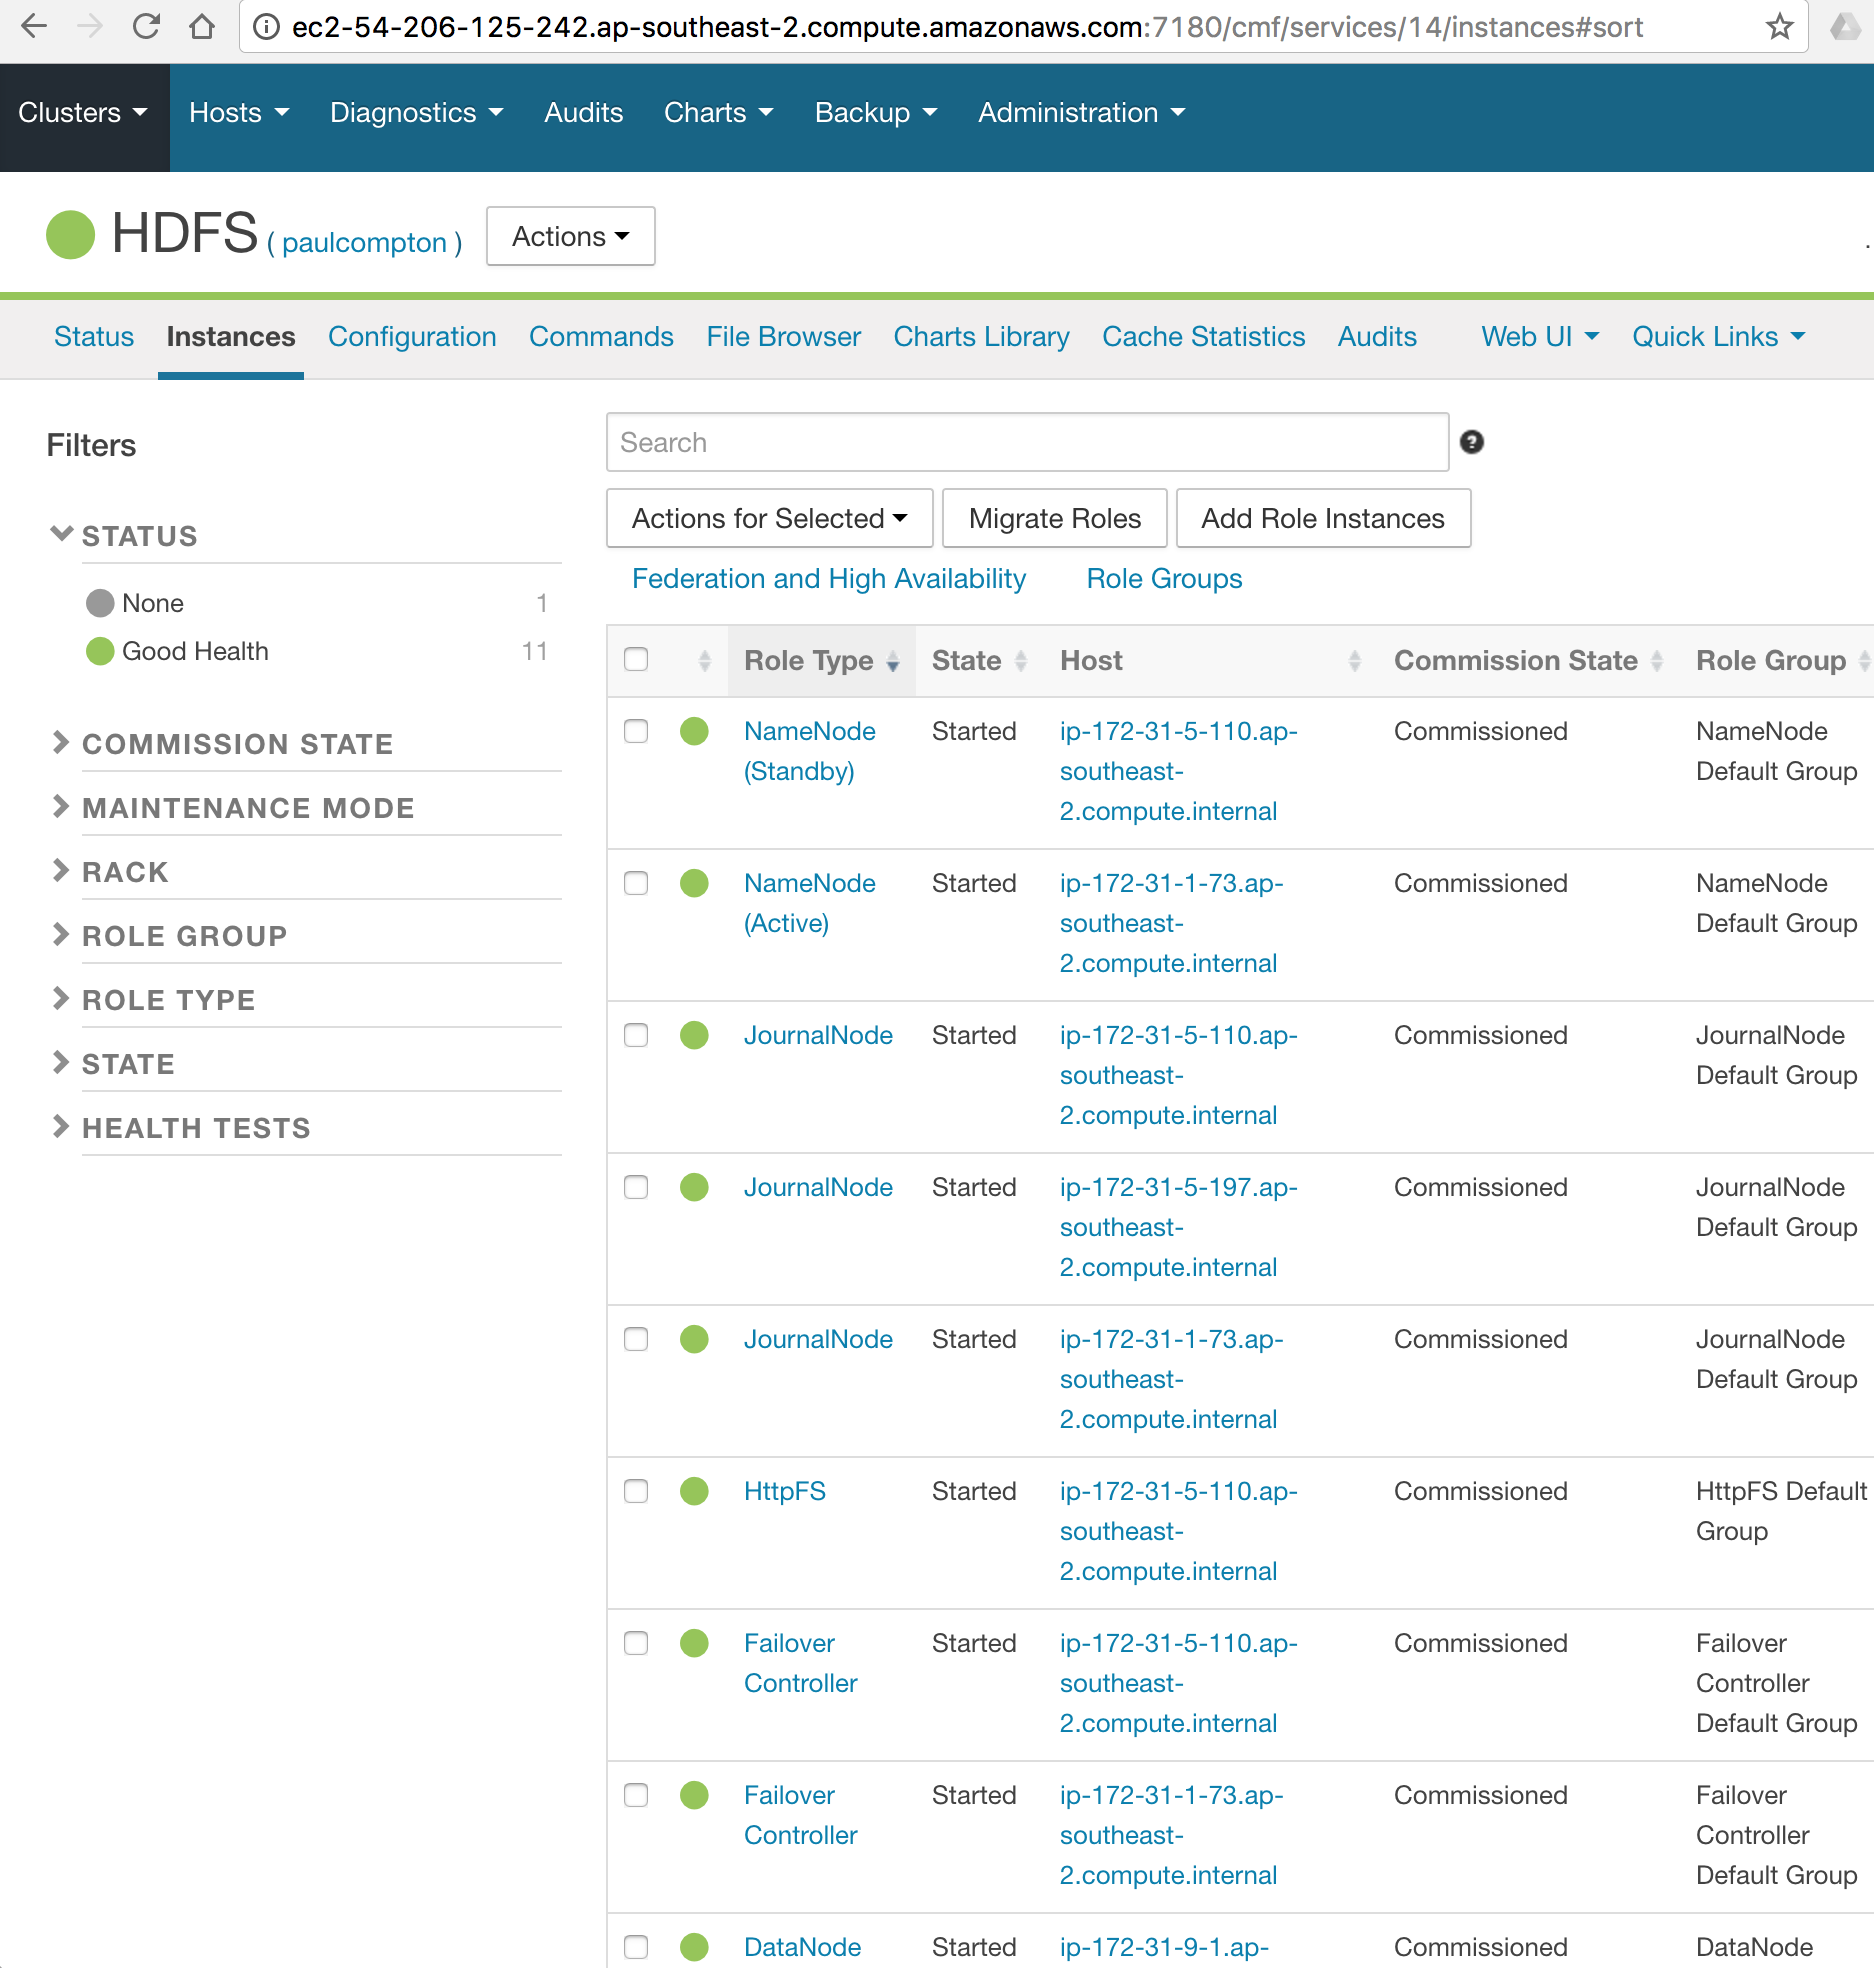 ec2-54-206-125-242.ap-southeast-2.compute.amazonaws.com:7180/cmf/services/14/instances#sort
Clusters Hosts Diagnostics Audits Charts Backup Administration
HDFS ( paulcompton ) Actions
Status Instances Configuration Commands File Browser Charts Library Cache Statistics Audits Web UI Quick Links
Filters
STATUS
None 1
Good Health 11
COMMISSION STATE
MAINTENANCE MODE
RACK
ROLE GROUP
ROLE TYPE
STATE
HEALTH TESTS
Search ?
Actions for Selected Migrate Roles Add Role Instances
Federation and High Availability Role Groups
Role Type State Host Commission State Role Group
NameNode Started ip-172-31-5-110.ap- Commissioned NameNode
(Standby) southeast- Default Group
2.compute.internal
NameNode Started ip-172-31-1-73.ap- Commissioned NameNode
(Active) southeast- Default Group
2.compute.internal
JournalNode Started ip-172-31-5-110.ap- Commissioned JournalNode
southeast- Default Group
2.compute.internal
JournalNode Started ip-172-31-5-197.ap- Commissioned JournalNode
southeast- Default Group
2.compute.internal
JournalNode Started ip-172-31-1-73.ap- Commissioned JournalNode
southeast- Default Group
2.compute.internal
HttpFS Started ip-172-31-5-110.ap- Commissioned HttpFS Default
southeast- Group
2.compute.internal
Failover Started ip-172-31-5-110.ap- Commissioned Failover
Controller southeast- Controller
2.compute.internal Default Group
Failover Started ip-172-31-1-73.ap- Commissioned Failover
Controller southeast- Controller
2.compute.internal Default Group
DataNode Started ip-172-31-9-1.ap- Commissioned DataNode